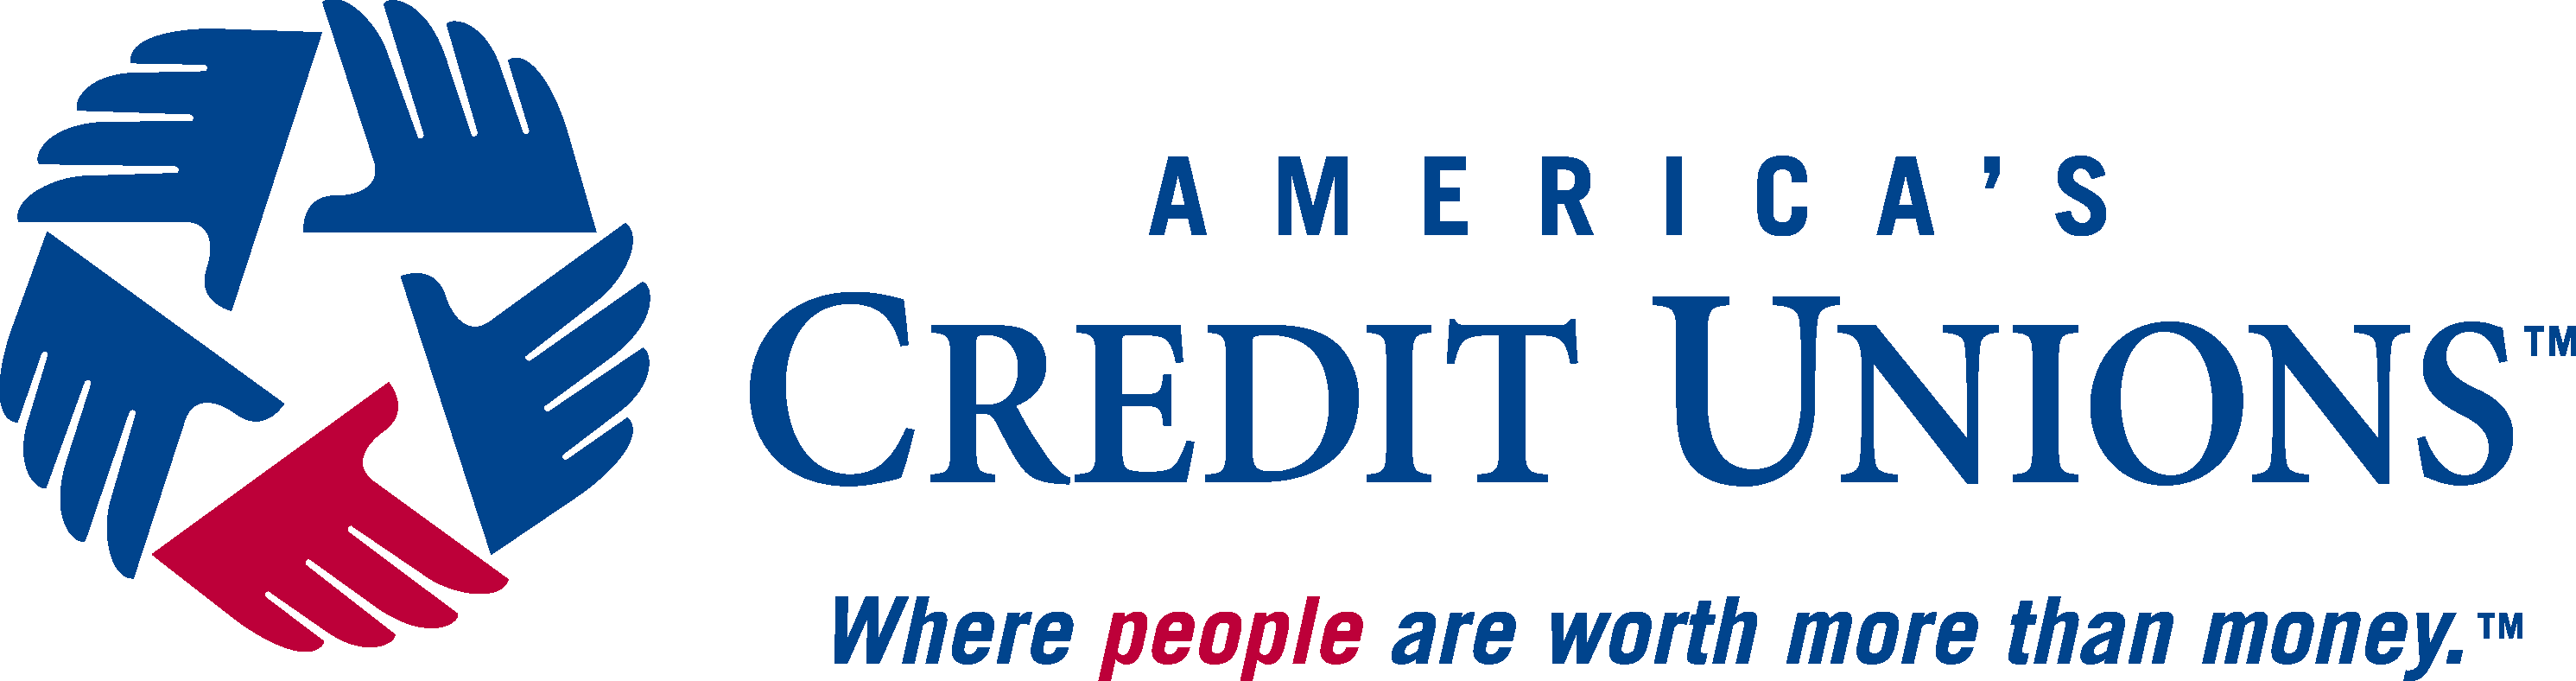 AMERICA’S
CREDIT UNIONS™
Where people are worth more than money.™